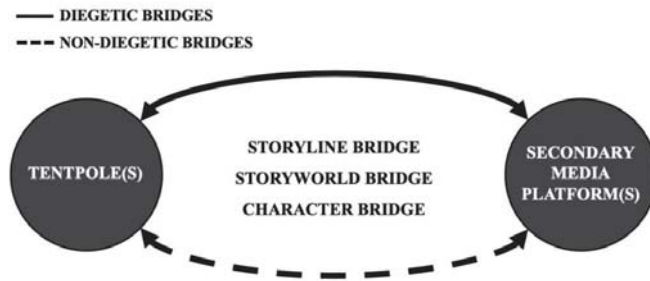 DIEGETIC BRIDGES
NON-DIEGETIC BRIDGES
TENTPOLE(S)
STORYLINE BRIDGE
STORYWORLD BRIDGE
CHARACTER BRIDGE
SECONDARY
MEDIA
PLATFORM(S)